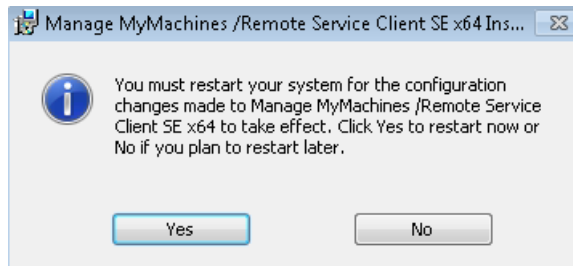 Manage MyMachines /Remote Service Client SE x64 Ins...
You must restart your system for the configuration
changes made to Manage MyMachines /Remote Service
Client SE x64 to take effect. Click Yes to restart now or
No if you plan to restart later.
Yes
No